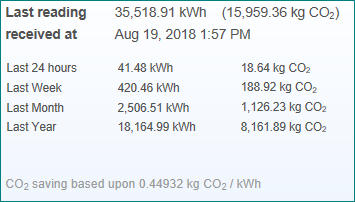 Last reading 35,518.91 kWh (15,959.36 kg CO₂)
received at Aug 19, 2018 1:57 PM
Last 24 hours 41.48 kWh 18.64 kg CO₂
Last Week 420.46 kWh 188.92 kg CO₂
Last Month 2,506.51 kWh 1,126.23 kg CO₂
Last Year 18,164.99 kWh 8,161.89 kg CO₂
CO₂ saving based upon 0.44932 kg CO₂ / kWh